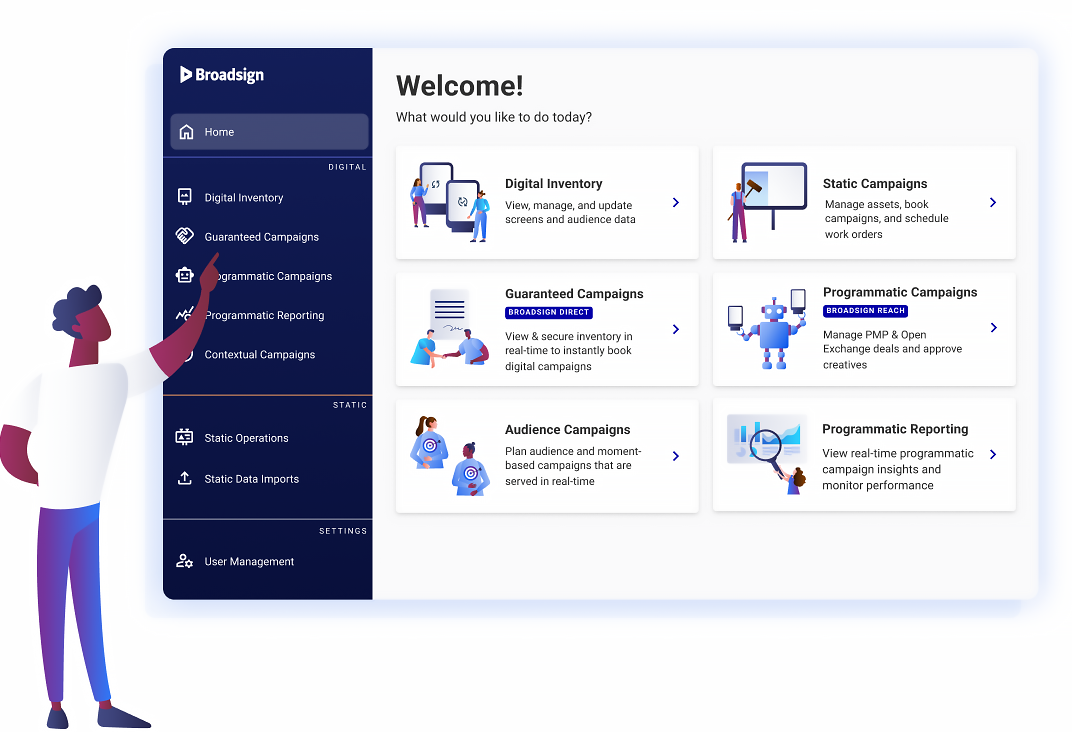 Broadsign
Home
DIGITAL
Digital Inventory
Guaranteed Campaigns
ogrammatic Campaigns
Programmatic Reporting
Contextual Campaigns
STATIC
Static Operations
Static Data Imports
SETTINGS
User Management
Welcome!
What would you like to do today?
Digital Inventory
View, manage, and update
screens and audience data
Static Campaigns
Manage assets, book
campaigns, and schedule
work orders
Guaranteed Campaigns
BROADSIGN DIRECT
View & secure inventory in
real-time to instantly book
digital campaigns
Programmatic Campaigns
BROADSIGN REACH
Manage PMP & Open
Exchange deals and approve
creatives
Audience Campaigns
Plan audience and moment-
based campaigns that are
served in real-time
Programmatic Reporting
View real-time programmatic
campaign insights and
monitor performance